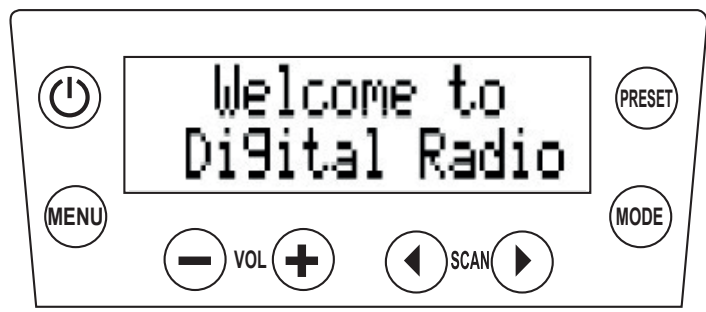 Welcome to
Digital Radio
PRESET
MENU
MODE
VOL
SCAN